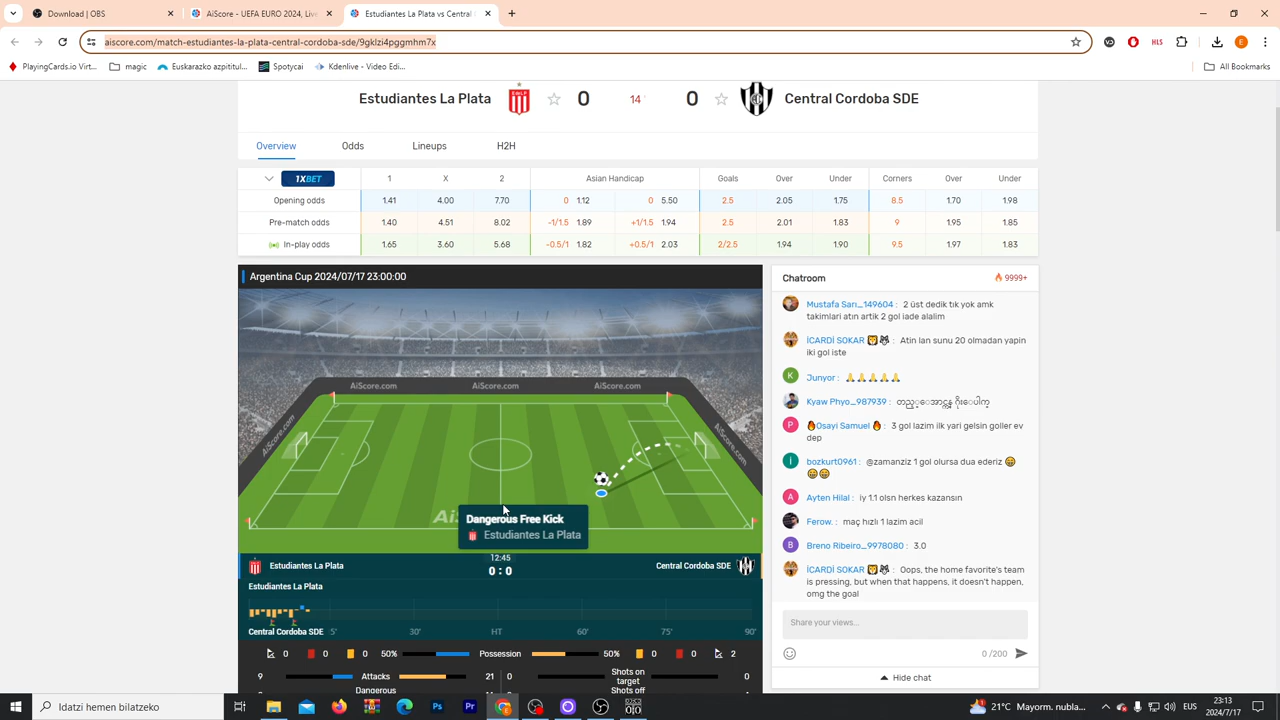 Download | OBS
AiScore - UEFA EURO 2024, Live
Estudiantes La Plata vs Central
aiscore.com/match-estudiantes-la-plata-central-cordoba-sde/9gklzi4pggmhm7x
PlayingCards.io Virt...
magic
Euskarazko azpititul...
Spotycai
Kdenlive - Video Edi...
All Bookmarks
Estudiantes La Plata 0 14 ' 0 Central Cordoba SDE
Overview Odds Lineups H2H
1XBET 1 X 2 Asian Handicap Goals Over Under Corners Over Under
Opening odds 1.41 4.00 7.70 0 1.12 0 5.50 2.5 2.05 1.75 8.5 1.70 1.98
Pre-match odds 1.40 4.51 8.02 -1/1.5 1.89 +1/1.5 1.94 2.5 2.01 1.83 9 1.95 1.85
In-play odds 1.65 3.60 5.68 -0.5/1 1.82 +0.5/1 2.03 2/2.5 1.94 1.90 9.5 1.97 1.83
Argentina Cup 2024/07/17 23:00:00
AiScore.com AiScore.com AiScore.com
AiScore.com
AiScore.com
Dangerous Free Kick
Estudiantes La Plata
12:45
Estudiantes La Plata 0 : 0 Central Cordoba SDE
Estudiantes La Plata
Central Cordoba SDE 15' 30' HT 60' 75' 90'
0 0 0 50% Possession 50% 0 0 2
9 Attacks 21 0 Shots on target 0
Dangerous
Shots off
Chatroom 9999+
Mustafa Sarı_149604 : 2 üst dedik tık yok amk
takimlari atın artik 2 gol iade alalim
İCARDİ SOKAR 🦁🐺 : Atin lan sunu 20 olmadan yapin
iki gol iste
Junyor : 🙏🙏🙏🙏🙏
Kyaw Phyo_987939 :
🔥Osayi Samuel🔥 : 3 gol lazim ilk yari gelsin goller ev
dep
bozkurt0961 : @zamanziz 1 gol olursa dua ederiz 😄
😄😄
Ayten Hilal : iy 1.1 olsn herkes kazansın
Ferow. : maç hızlı 1 lazim acil
Breno Ribeiro_9978080 : 3.0
İCARDİ SOKAR 🦁🐺 : Oops, the home favorite's team
is pressing, but when that happens, it doesn't happen,
omg the goal
Share your views...
0 /200
Hide chat
Idatzi hemen bilatzeko
21°C Mayorm. nubla...
EUS
23:13
2024/7/17